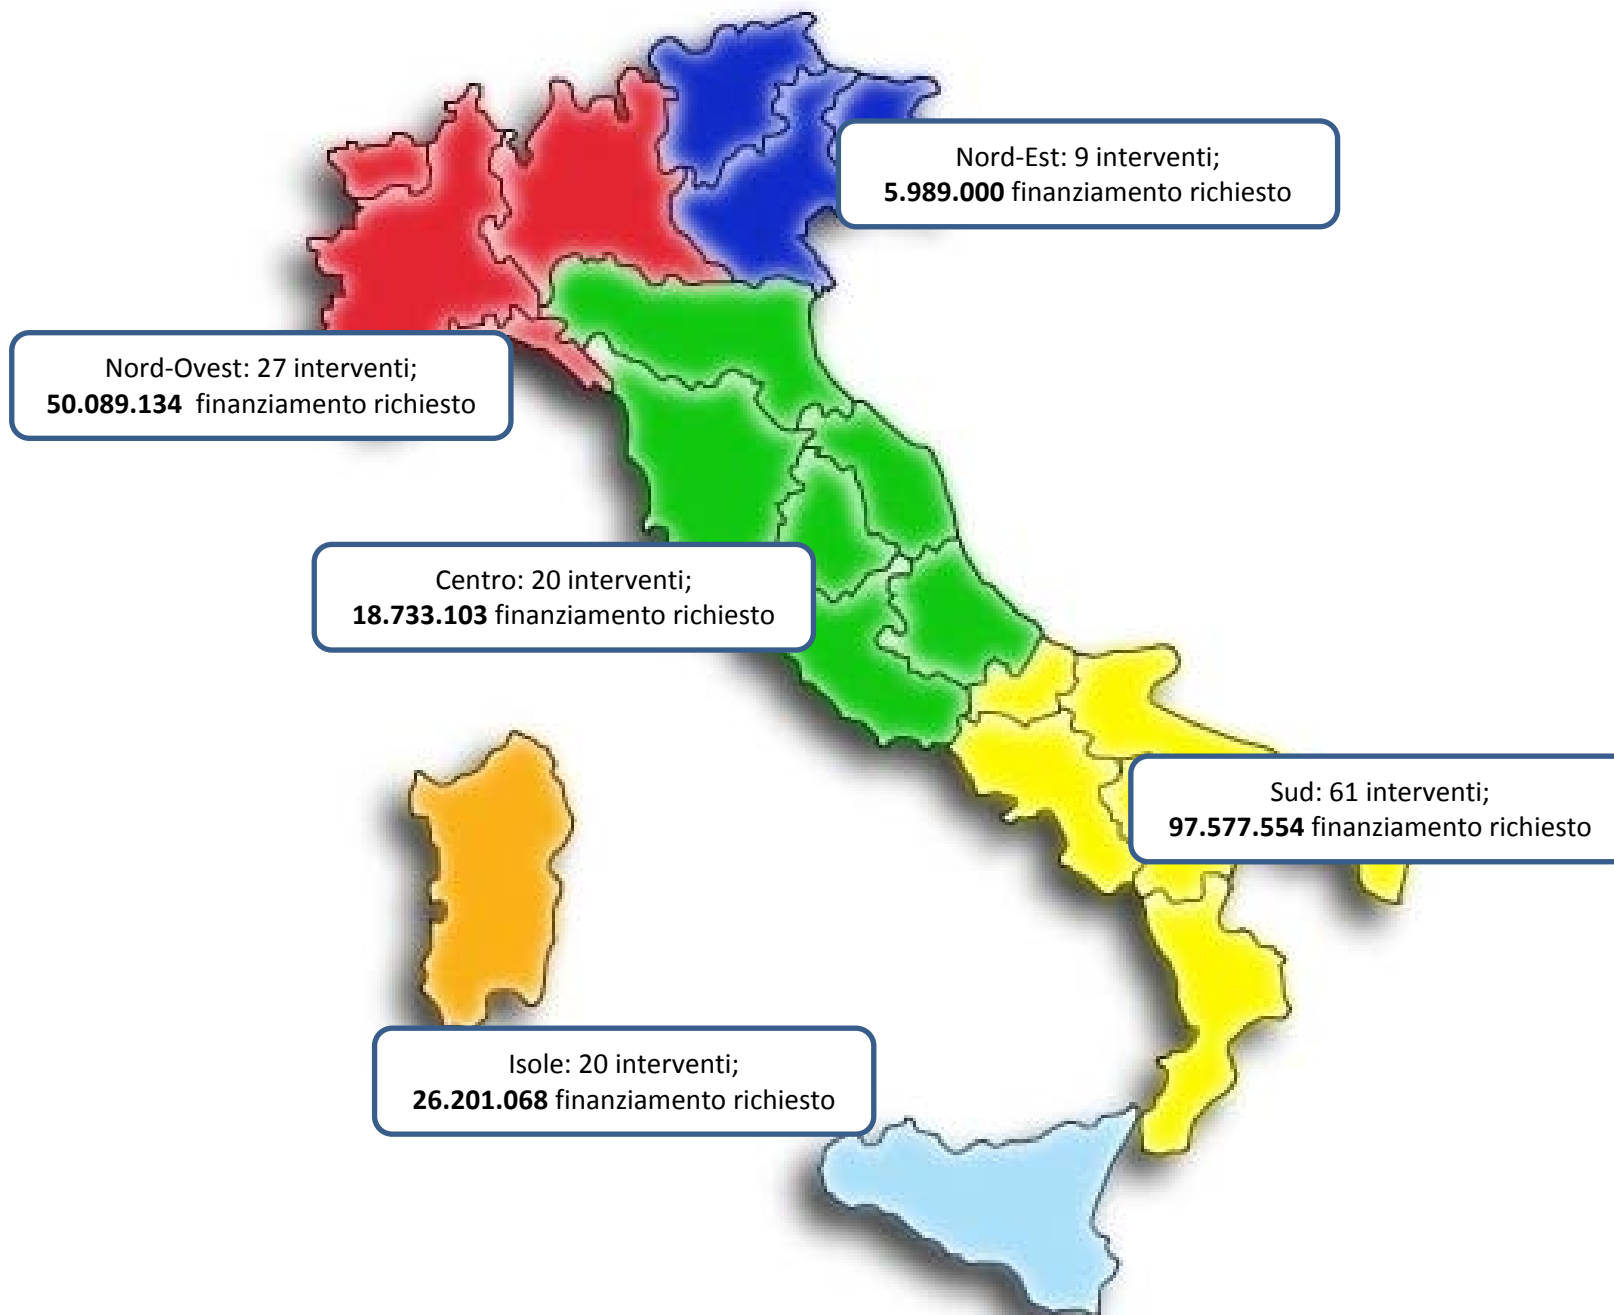 Nord-Est: 9 interventi;
5.989.000 finanziamento richiesto
Nord-Ovest: 27 interventi;
50.089.134 finanziamento richiesto
Centro: 20 interventi;
18.733.103 finanziamento richiesto
Sud: 61 interventi;
97.577.554 finanziamento richiesto
Isole: 20 interventi;
26.201.068 finanziamento richiesto